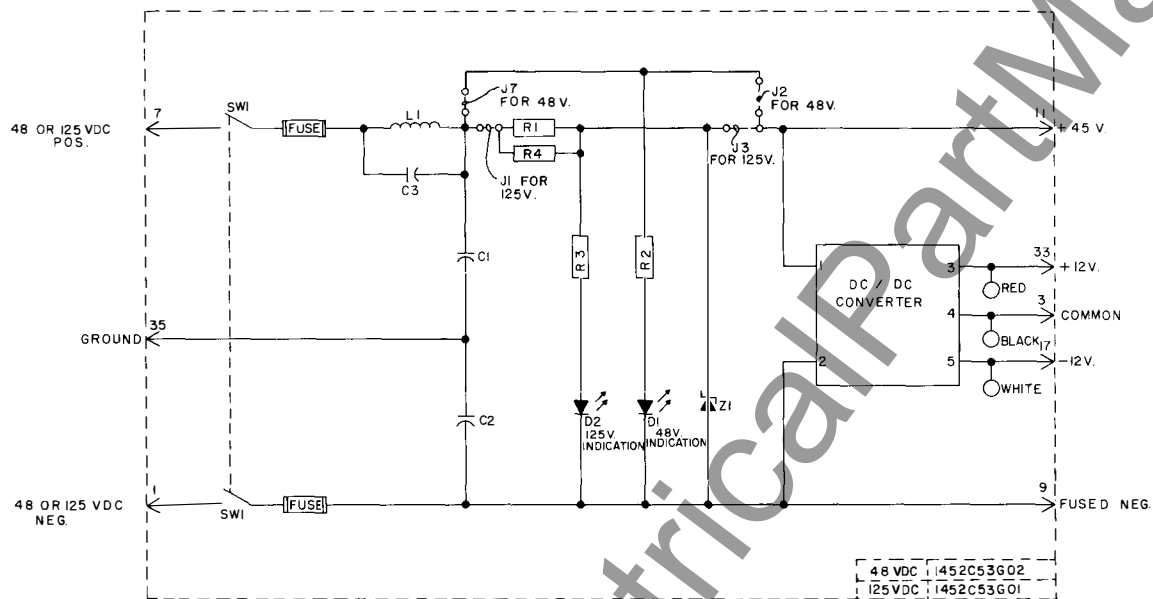 J7
FOR 48V.
J2
FOR 48V.
7
SW1
FUSE
L1
R1
11
48 OR 125 VDC
POS.
+45 V.
R4
J3
FOR 125V.
C3
J1 FOR
125V.
C1
R3
R2
1
3
33
+12V.
DC / DC
CONVERTER
RED
4
3
COMMON
35
GROUND
BLACK
17
2
5
-12V.
WHITE
C2
D2
125V.
INDICATION
D1
48V.
INDICATION
Z1
1
9
48 OR 125 VDC
NEG.
SW1
FUSE
FUSED NEG.
48 VDC 1452C53G02
125VDC 1452C53G01
ctricalPartMa